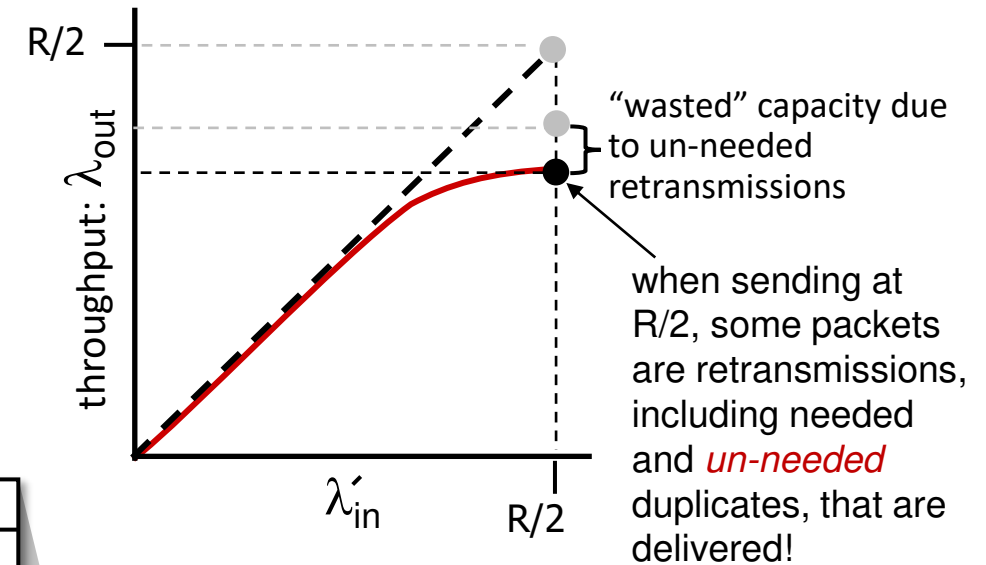 R/2
throughput: λout
“wasted” capacity due
to un-needed
retransmissions
when sending at
R/2, some packets
are retransmissions,
including needed
and un-needed
duplicates, that are
delivered!
λ′in
R/2